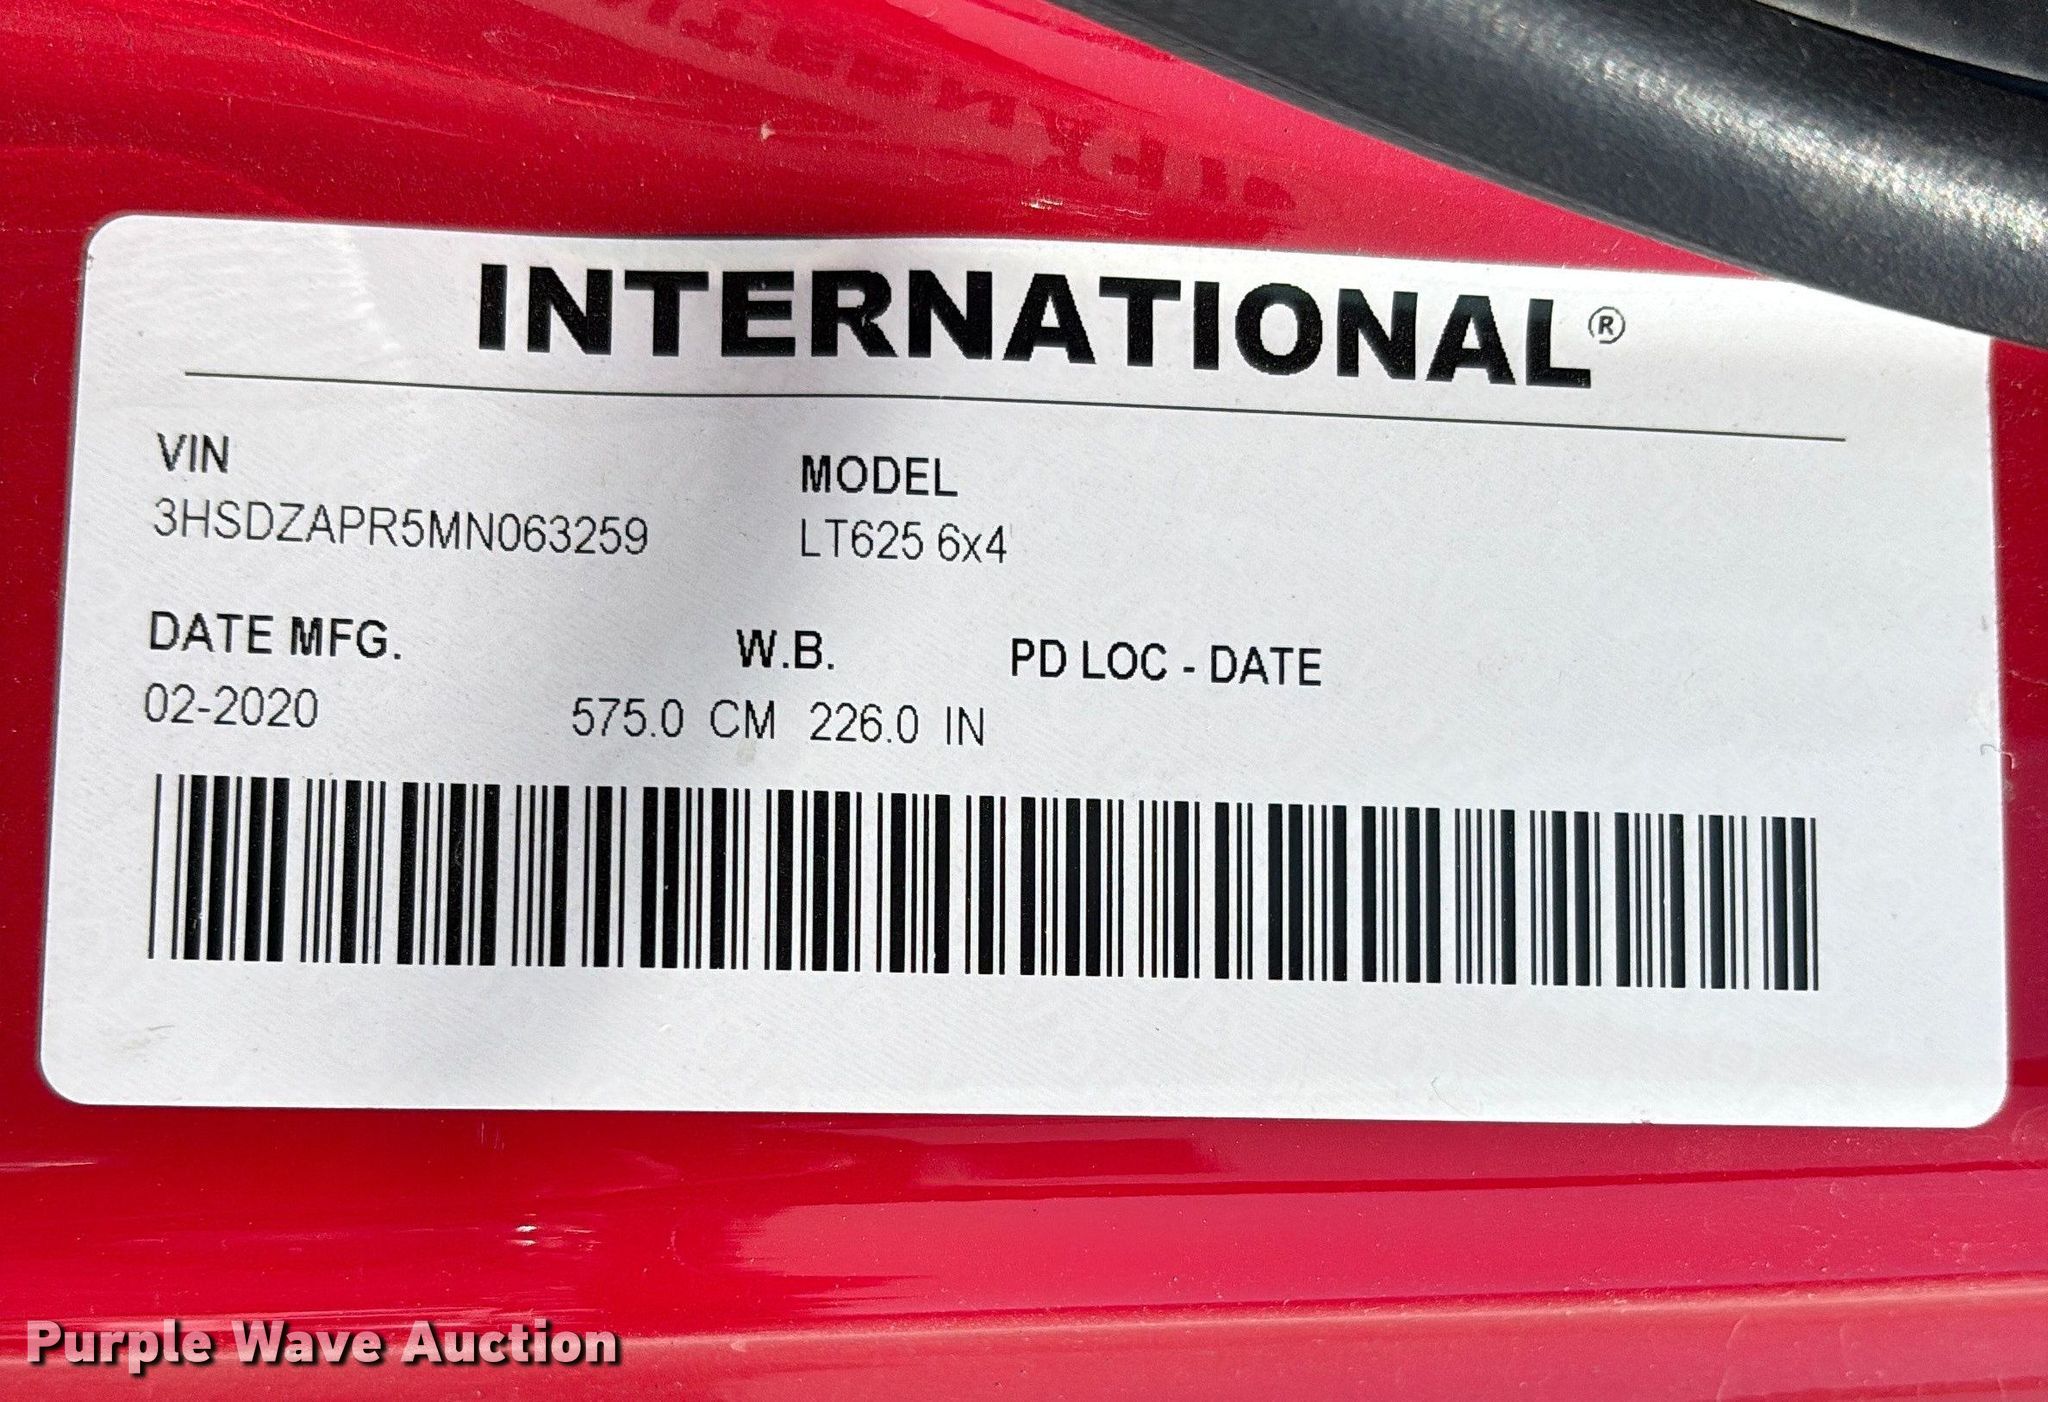 INTERNATIONAL®
VIN
3HSDZAPR5MN063259
MODEL
LT625 6x4
DATE MFG.
02-2020
W.B.
575.0 CM 226.0 IN
PD LOC - DATE
Purple Wave Auction